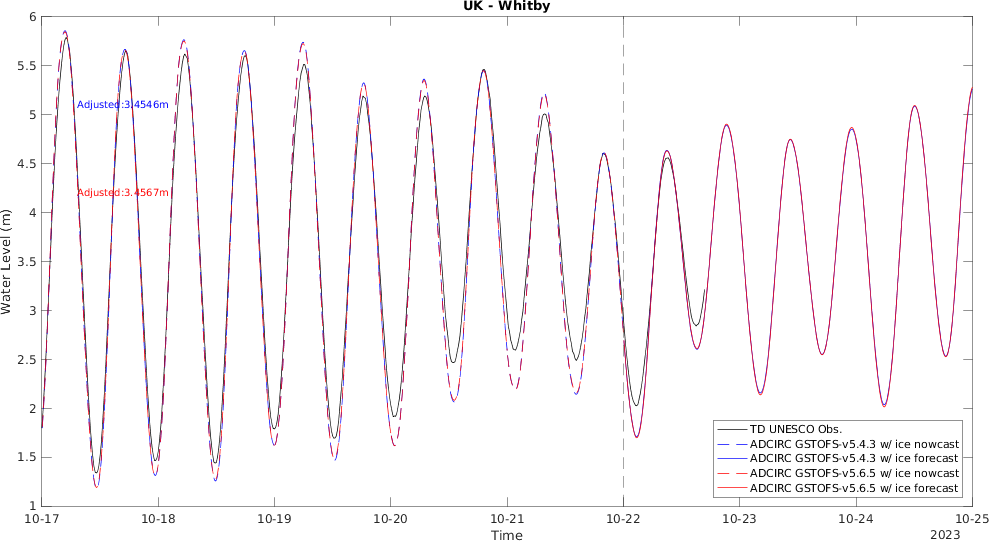 UK - Whitby
6
5.5
5
4.5
4
3.5
3
2.5
2
1.5
1
Water Level (m)
Adjusted:3.4546m
Adjusted:3.4567m
TD UNESCO Obs.
ADCIRC GSTOFS-v5.4.3 w/ ice nowcast
ADCIRC GSTOFS-v5.4.3 w/ ice forecast
ADCIRC GSTOFS-v5.6.5 w/ ice nowcast
ADCIRC GSTOFS-v5.6.5 w/ ice forecast
10-17
10-18
10-19
10-20
10-21
10-22
10-23
10-24
10-25
Time
2023